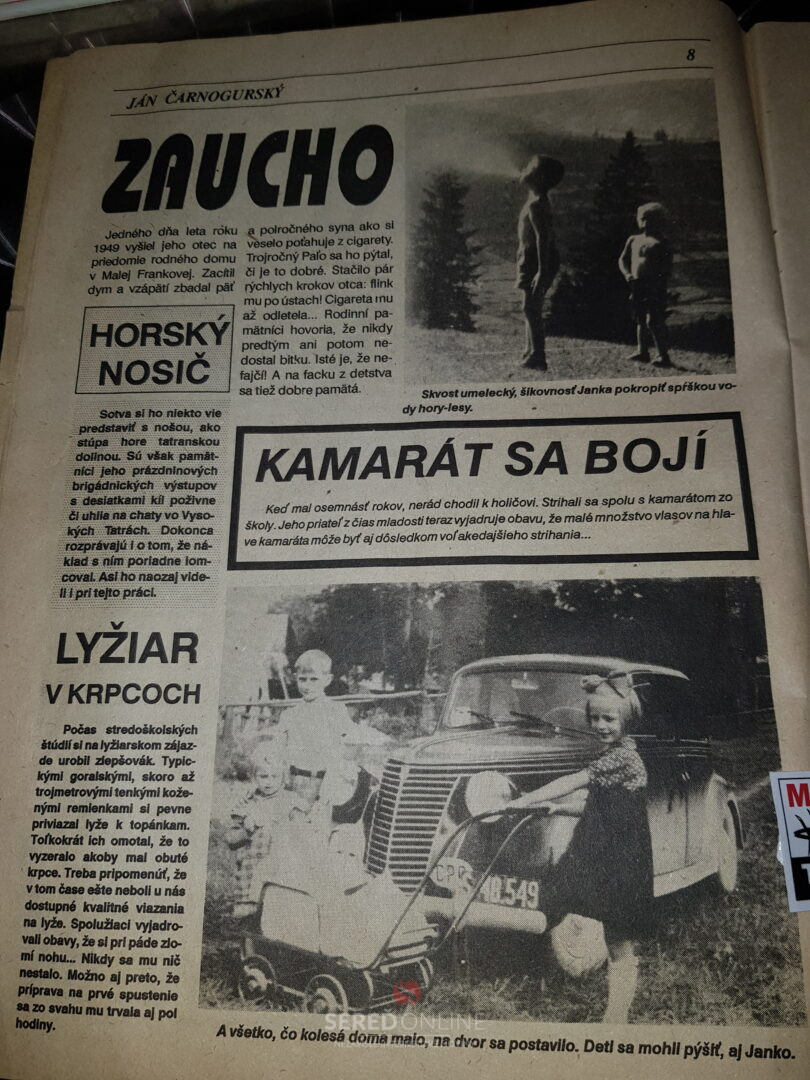 JÁN ČARNOGURSKÝ
8
ZAUCHO
Jedného dňa leta roku
1949 vyšiel jeho otec na
priedomie rodného domu
v Malej Frankovej. Zacítil
dym a vzápätí zbadal päť
a polročného syna ako si
veselo poťahuje z cigarety.
Trojročný Paľo sa ho pýtal,
či je to dobré. Stačilo pár
rýchlych krokov otca: flink
mu po ústach! Cigareta mu
až odletela... Rodinní pa-
mätníci hovoria, že nikdy
predtým ani potom ne-
dostal bitku. Isté je, že ne-
fajčí! A na facku z detstva
sa tiež dobre pamätá.
Skvost umelecký, šikovnosť Janka pokropiť spŕškou vo-
dy hory-lesy.
HORSKÝ
NOSIČ
Sotva si ho niekto vie
predstaviť s nošou, ako
stúpa hore tatranskou
dolinou. Sú však pamät-
níci jeho prázdninových
brigádnických výstupov
s desiatkami kíl požívne
či uhlia na chaty vo Vyso-
kých Tatrách. Dokonca
rozprávajú i o tom, že ná-
klad s ním poriadne lom-
coval. Asi ho naozaj vide-
li i pri tejto práci.
KAMARÁT SA BOJÍ
Keď mal osemnásť rokov, nerád chodil k holičovi. Strihali sa spolu s kamarátom zo
školy. Jeho priateľ z čias mladosti teraz vyjadruje obavu, že malé množstvo vlasov na hla-
ve kamaráta môže byť aj dôsledkom voľakedajšieho strihania...
LYŽIAR
V KRPCOCH
Počas stredoškolských
štúdií si na lyžiarskom zájaz-
de urobil zlepšovák. Typic-
kými goralskými, skoro až
trojmetrovými tenkými kože-
nými remienkami si pevne
priviazal lyže k topánkam.
Toľkokrát ich omotal, že to
vyzeralo akoby mal obuté
krpce. Treba pripomenúť, že
v tom čase ešte neboli u nás
dostupné kvalitné viazania
na lyže. Spolužiaci vyjadro-
vali obavy, že si pri páde zlo-
mí nohu... Nikdy sa mu nič
nestalo. Možno aj preto, že
príprava na prvé spustenie
sa zo svahu mu trvala aj pol
hodiny.
48.549
SEREĎONLINE
A všetko, čo kolesá doma malo, na dvor sa postavilo. Deti sa mohli pýšiť, aj Janko.
M
T